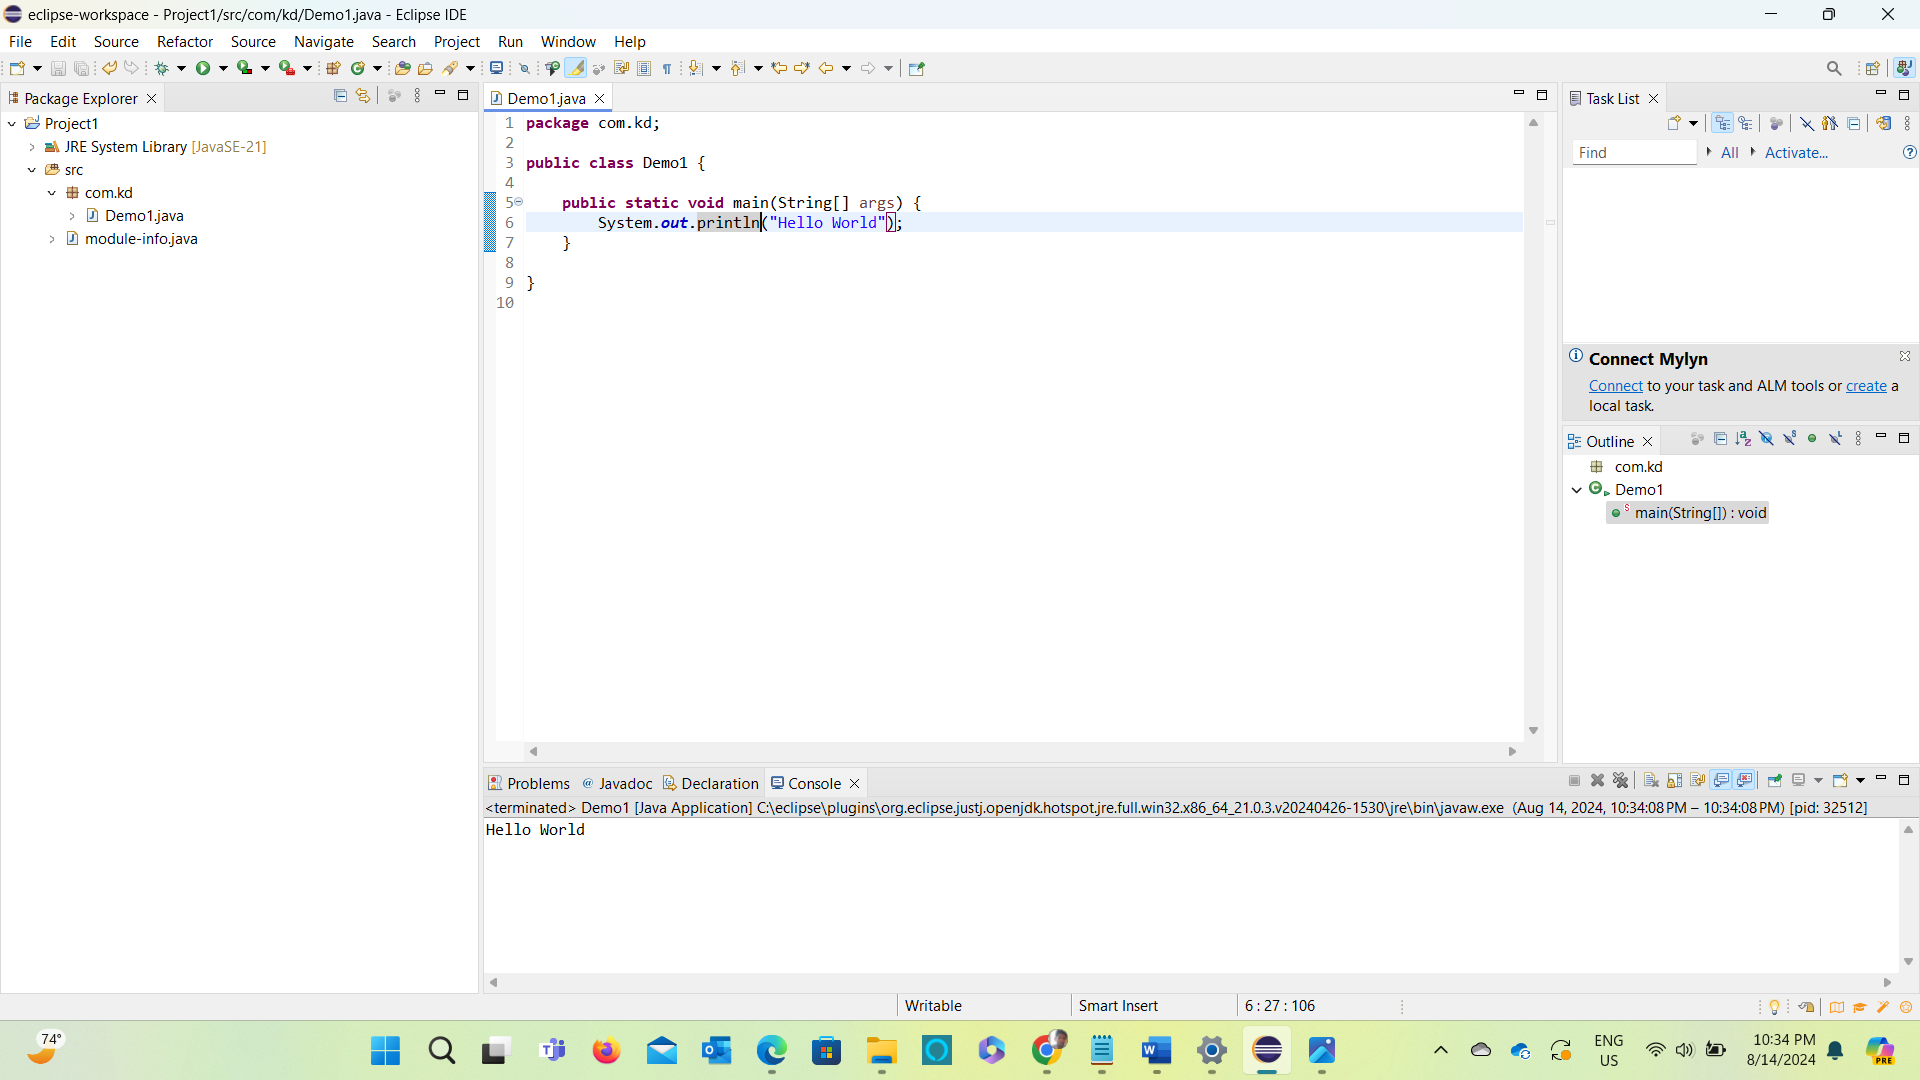 eclipse-workspace - Project1/src/com/kd/Demo1.java - Eclipse IDE
File Edit Source Refactor Source Navigate Search Project Run Window Help
Package Explorer
Project1
JRE System Library [JavaSE-21]
src
com.kd
Demo1.java
module-info.java
Demo1.java
1 package com.kd;
2
3 public class Demo1 {
4
5 public static void main(String[] args) {
6 System.out.println("Hello World");
7 }
8
9 }
10
Task List
Find All Activate...
Connect Mylyn
Connect to your task and ALM tools or create a
local task.
Outline
com.kd
Demo1
main(String[]) : void
Problems Javadoc Declaration Console
<terminated> Demo1 [Java Application] C:\eclipse\plugins\org.eclipse.justj.openjdk.hotspot.jre.full.win32.x86_64_21.0.3.v20240426-1530\jre\bin\javaw.exe (Aug 14, 2024, 10:34:08 PM – 10:34:08 PM) [pid: 32512]
Hello World
Writable Smart Insert 6 : 27 : 106
74°
ENG
US
10:34 PM
8/14/2024
PRE